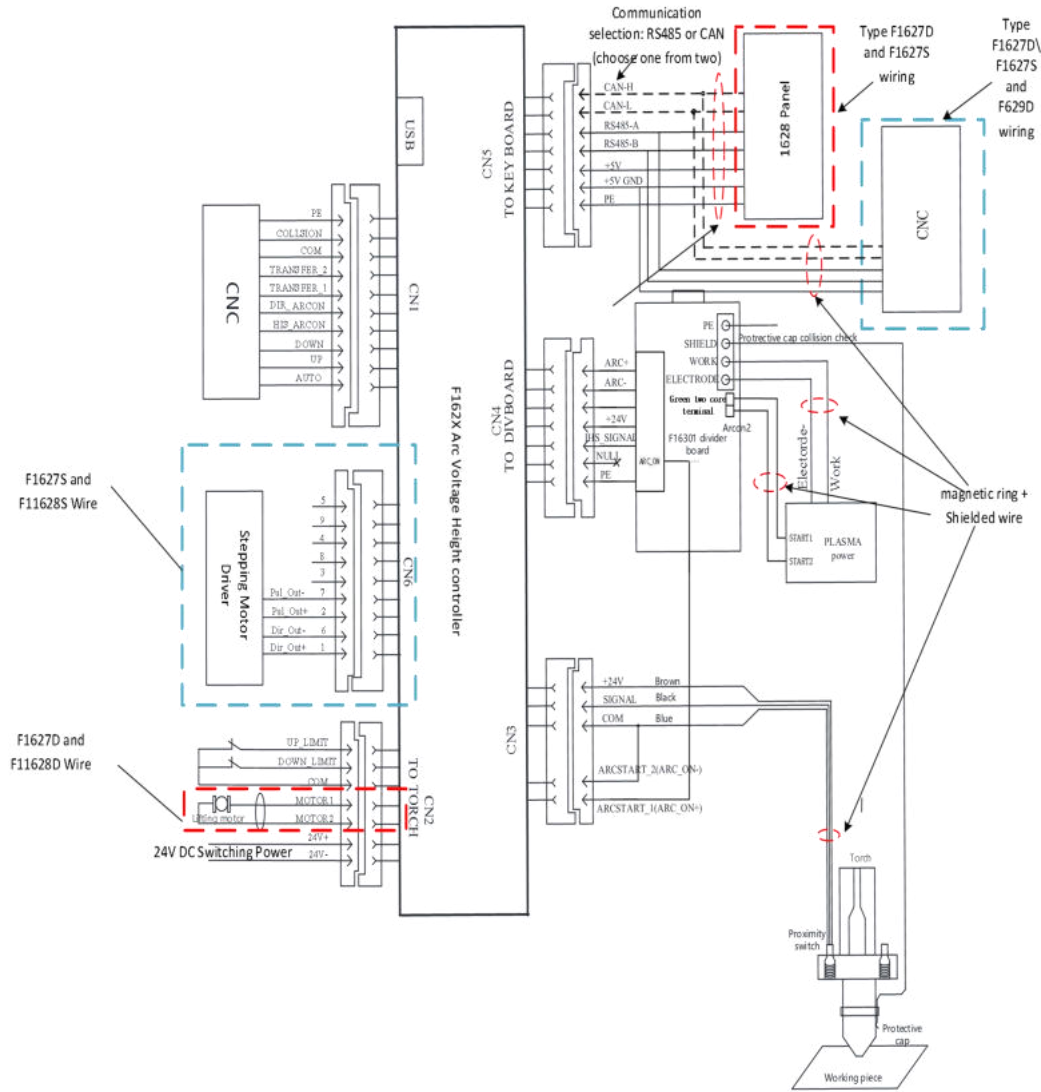 Communication
selection: RS485 or CAN
(choose one from two)
Type F1627D
and F1627S
wiring
Type
F1627D\
F1627S
and
F629D
wiring
USB
CN5
TO KEY BOARD
CAN-H
CAN-L
RS485-A
RS485-B
+5V
+5V GND
PE
1628 Panel
CNC
CNC
PE
COLLSION
COM
TRANSFER_2
TRANSFER_1
DIR_ARCON
HIS_ARCON
DOWN
UP
AUTO
CN1
F162X Arc Voltage Height controller
CN4
TO DIVBOARD
ARC+
ARC-
+24V
IHS_SIGNAL
NULL
PE
ARC_ON
PE
SHIELD
WORK
ELECTRODE
Protrective cap collision check
Green two core
terminal
Arcon2
F16301 divider
board
Electorde-
Work
magnetic ring +
Shielded wire
START1
START2
PLASMA
power
F1627S and
F11628S Wire
Stepping Motor
Driver
5
9
4
8
3
Pul_Out- 7
Pul_Out+ 2
Dir_Out- 6
Dir_Out+ 1
CN6
CN3
+24V Brown
SIGNAL Black
COM Blue
ARCSTART_2(ARC_ON-)
ARCSTART_1(ARC_ON+)
F1627D and
F11628D Wire
UP_LIMIT
DOWN_LIMIT
COM
MOTOR1
MOTOR2
Lifting motor
24V+
24V-
24V DC Switching Power
CN2
TO TORCH
Torch
Proximity
switch
Protective
cap
Working piece